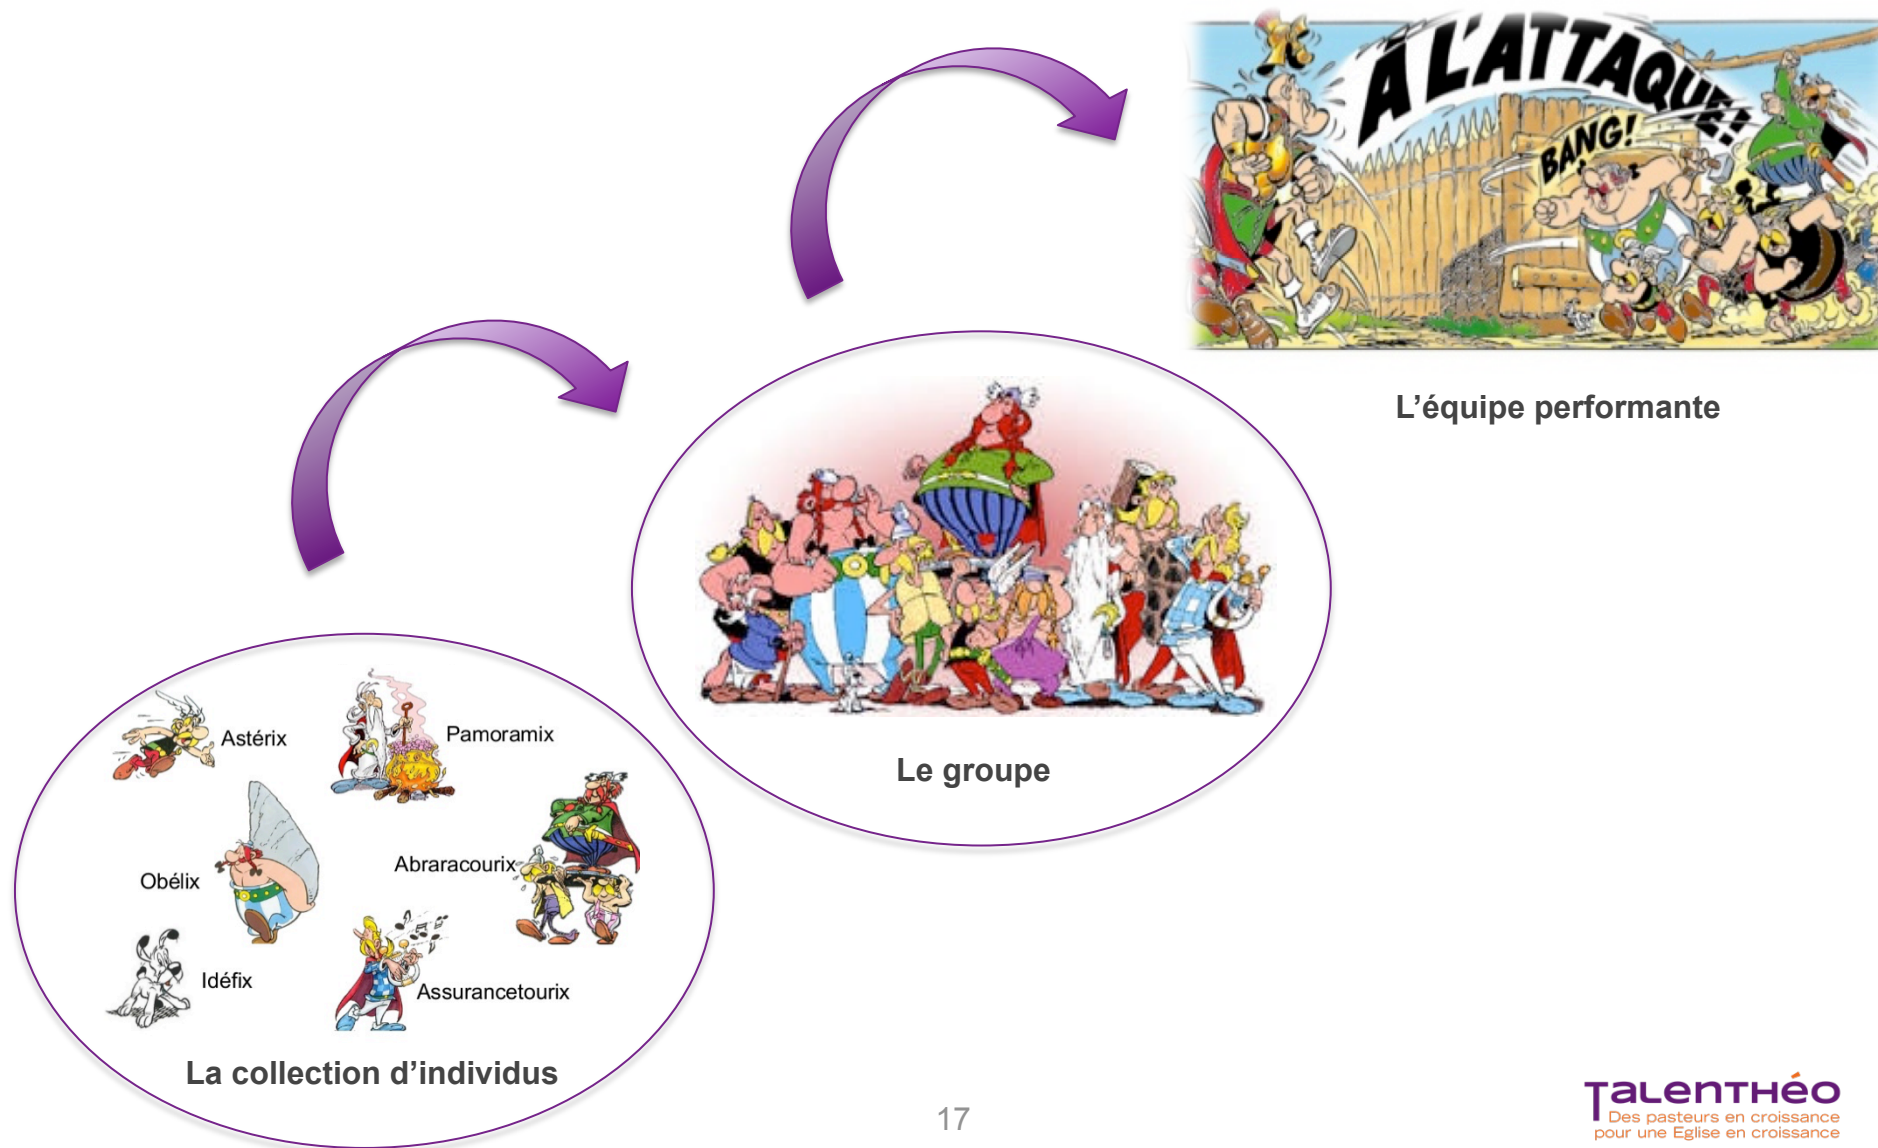 À L'ATTAQUE!
BANG!
L'équipe performante
Le groupe
Astérix
Pamoramix
Obélix
Abraracourix
Idéfix
Assurancetourix
La collection d'individus
17
TALENTHÉO
Des pasteurs en croissance
pour une Eglise en croissance